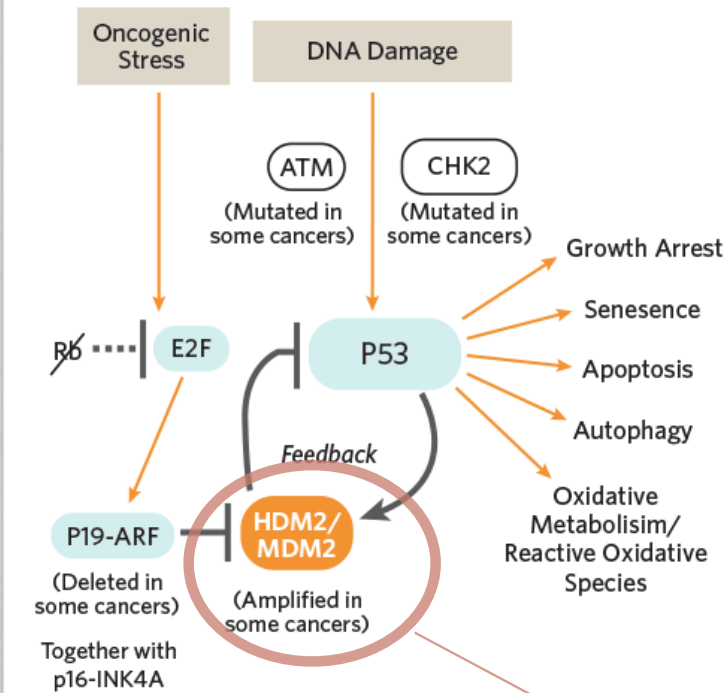 Oncogenic
Stress
DNA Damage
ATM
(Mutated in
some cancers)
CHK2
(Mutated in
some cancers)
Growth Arrest
Senesence
Apoptosis
Autophagy
Oxidative
Metabolisim/
Reactive Oxidative
Species
Rb
E2F
P53
Feedback
P19-ARF
(Deleted in
some cancers)
Together with
p16-INK4A
HDM2/
MDM2
(Amplified in
some cancers)